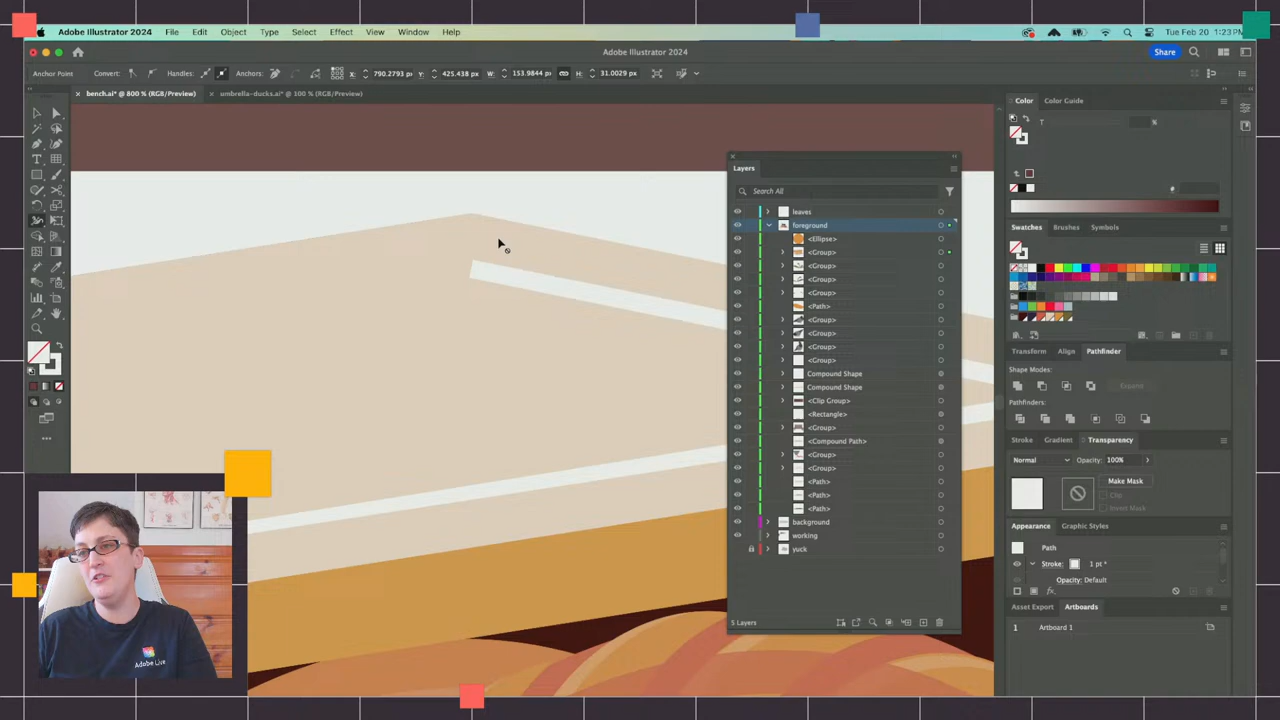 Adobe Illustrator 2024 File Edit Object Type Select Effect View Window Help Tue Feb 20 1:23PM
Adobe Illustrator 2024 Share
Anchor Point Convert: Handles: Anchors: X: 790.2793 px Y: 425.438 px W: 153.9844 px H: 31.0029 px
× bench.ai* @ 800 % (RGB/Preview) × umbrella-ducks.ai* @ 100 % (RGB/Preview)
Color Color Guide
T %
#
Layers
Search All
leaves
foreground
<Ellipse>
<Group>
<Group>
<Group>
<Group>
<Path>
<Group>
<Group>
<Group>
<Group>
Compound Shape
Compound Shape
<Clip Group>
<Rectangle>
<Group>
<Compound Path>
<Group>
<Group>
<Path>
<Path>
<Path>
background
working
yuck
5 Layers
Swatches Brushes Symbols
Transform Align Pathfinder
Shape Modes:
Expand
Pathfinders:
Stroke Gradient Transparency
Normal Opacity: 100%
Make Mask
Clip
Invert Mask
Appearance Graphic Styles
Path
Stroke: 1 pt*
Opacity: Default
fx
Asset Export Artboards
1 Artboard 1
Adobe Live